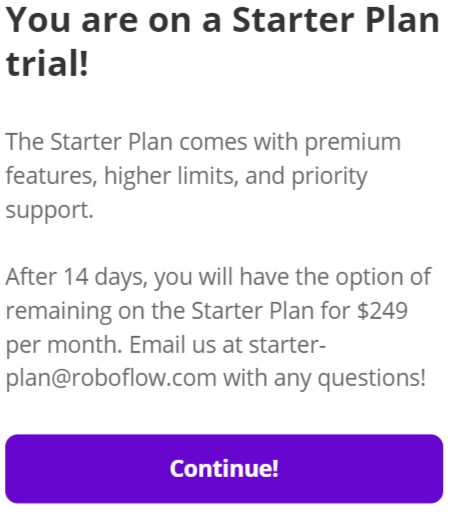 You are on a Starter Plan
trial!
The Starter Plan comes with premium
features, higher limits, and priority
support.
After 14 days, you will have the option of
remaining on the Starter Plan for $249
per month. Email us at starter-
plan@roboflow.com with any questions!
Continue!